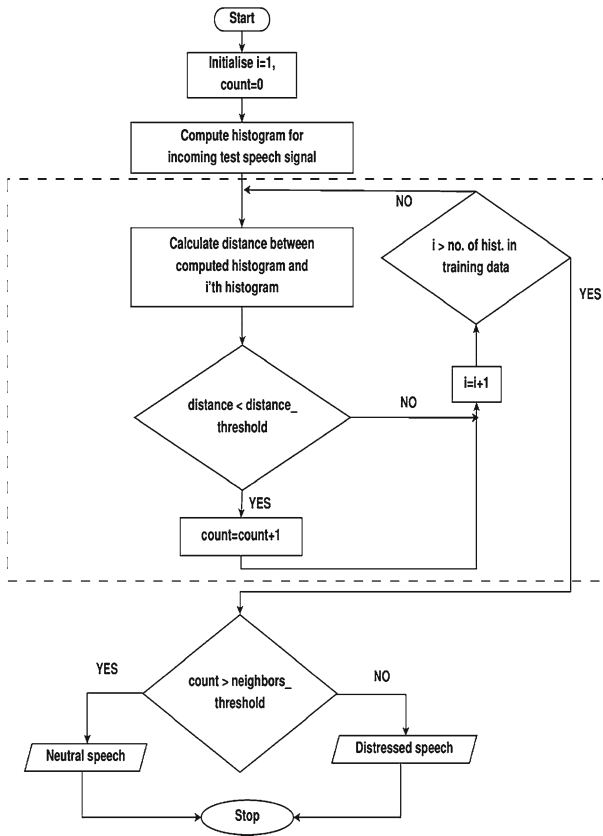 Start
Initialise i=1,
count=0
Compute histogram for
incoming test speech signal
NO
Calculate distance between
computed histogram and
i'th histogram
i > no. of hist. in
training data
YES
i=i+1
distance < distance_
threshold
NO
YES
count=count+1
count > neighbors_
threshold
YES
NO
Neutral speech
Distressed speech
Stop